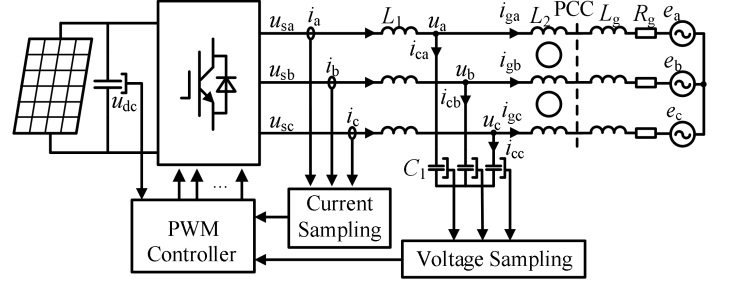 u_sa i_a L_1 u_a i_ga L_2 PCC L_g R_g e_a
i_ca
u_sb i_b u_b i_gb e_b
u_dc
i_cb
u_sc i_c u_c i_gc e_c
i_cc
C_1
...
Current
Sampling
PWM
Controller
Voltage Sampling